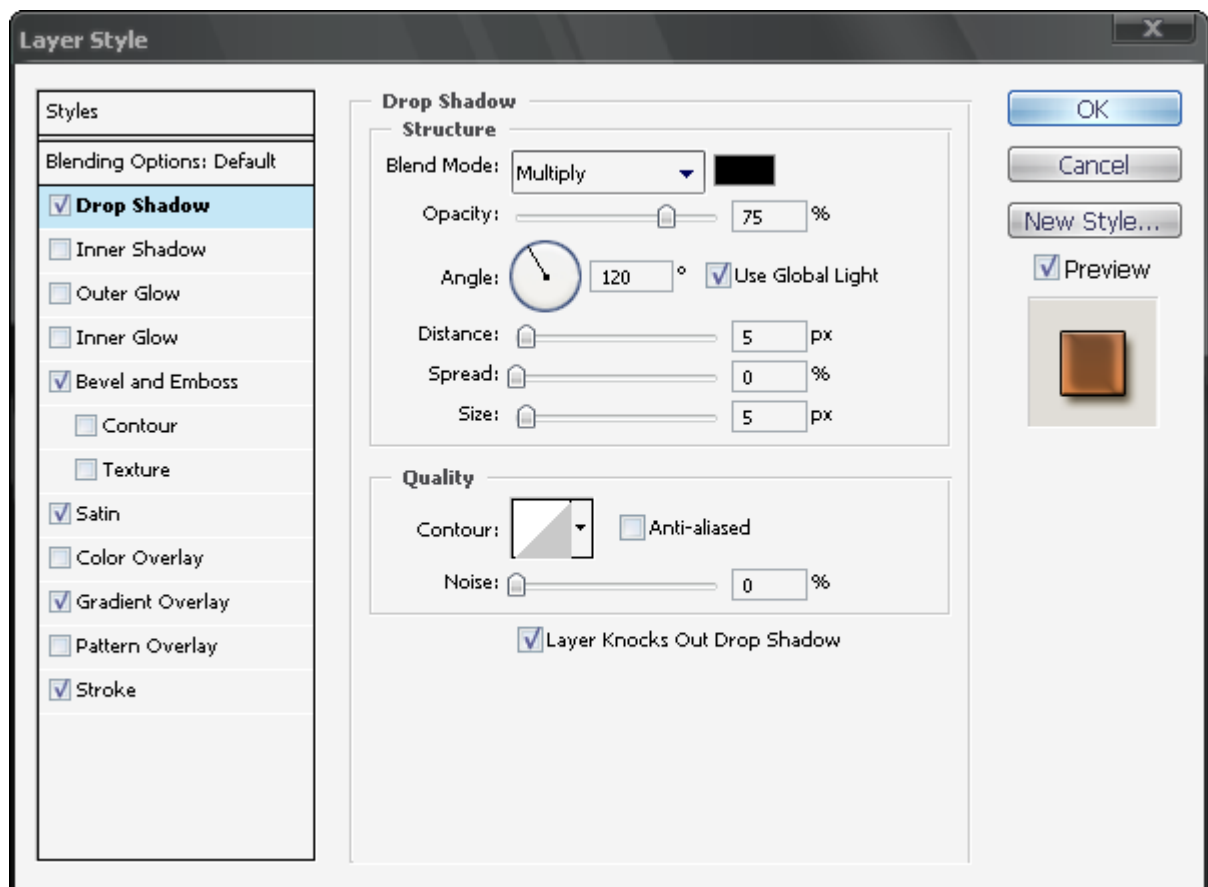 Layer Style
X
Styles
Blending Options: Default
Drop Shadow
Inner Shadow
Outer Glow
Inner Glow
Bevel and Emboss
Contour
Texture
Satin
Color Overlay
Gradient Overlay
Pattern Overlay
Stroke
Drop Shadow
Structure
Blend Mode: Multiply
Opacity: 75 %
Angle: 120 ° Use Global Light
Distance: 5 px
Spread: 0 %
Size: 5 px
Quality
Contour: Anti-aliased
Noise: 0 %
Layer Knocks Out Drop Shadow
OK
Cancel
New Style...
Preview